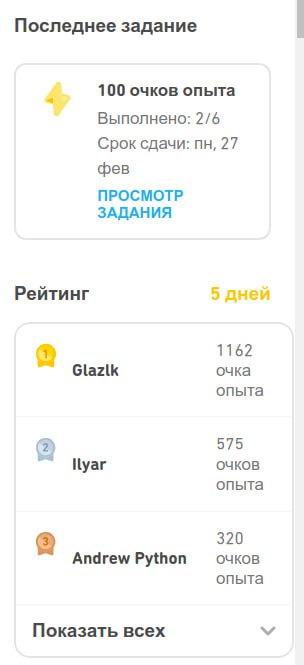 Последнее задание
100 очков опыта
Выполнено: 2/6
Срок сдачи: пн, 27
фев
ПРОСМОТР
ЗАДАНИЯ
Рейтинг
5 дней
1
Glazlk
1162
очка
опыта
2
Ilyar
575
очков
опыта
3
Andrew Python
320
очков
опыта
Показать всех